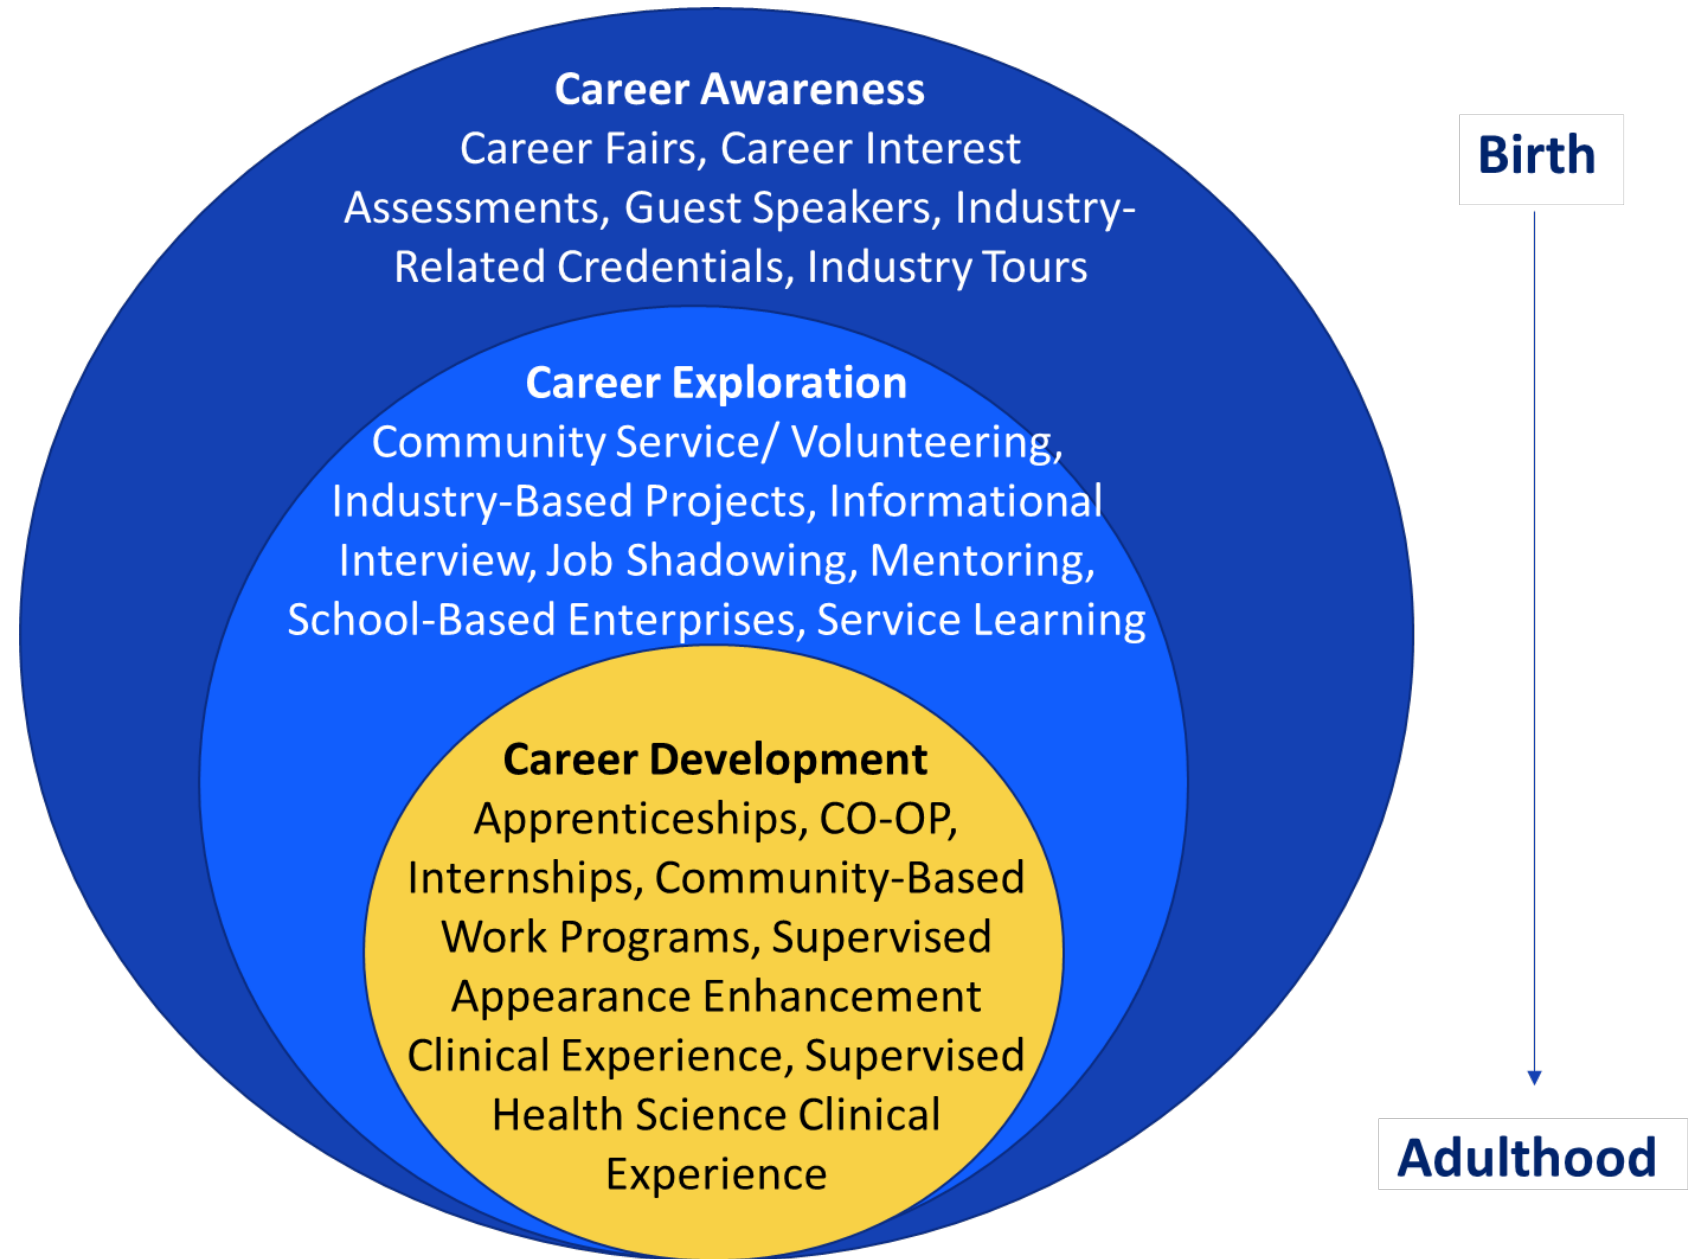 Career Awareness
Career Fairs, Career Interest
Assessments, Guest Speakers, Industry-
Related Credentials, Industry Tours
Career Exploration
Community Service/ Volunteering,
Industry-Based Projects, Informational
Interview, Job Shadowing, Mentoring,
School-Based Enterprises, Service Learning
Career Development
Apprenticeships, CO-OP,
Internships, Community-Based
Work Programs, Supervised
Appearance Enhancement
Clinical Experience, Supervised
Health Science Clinical
Experience
Birth
Adulthood